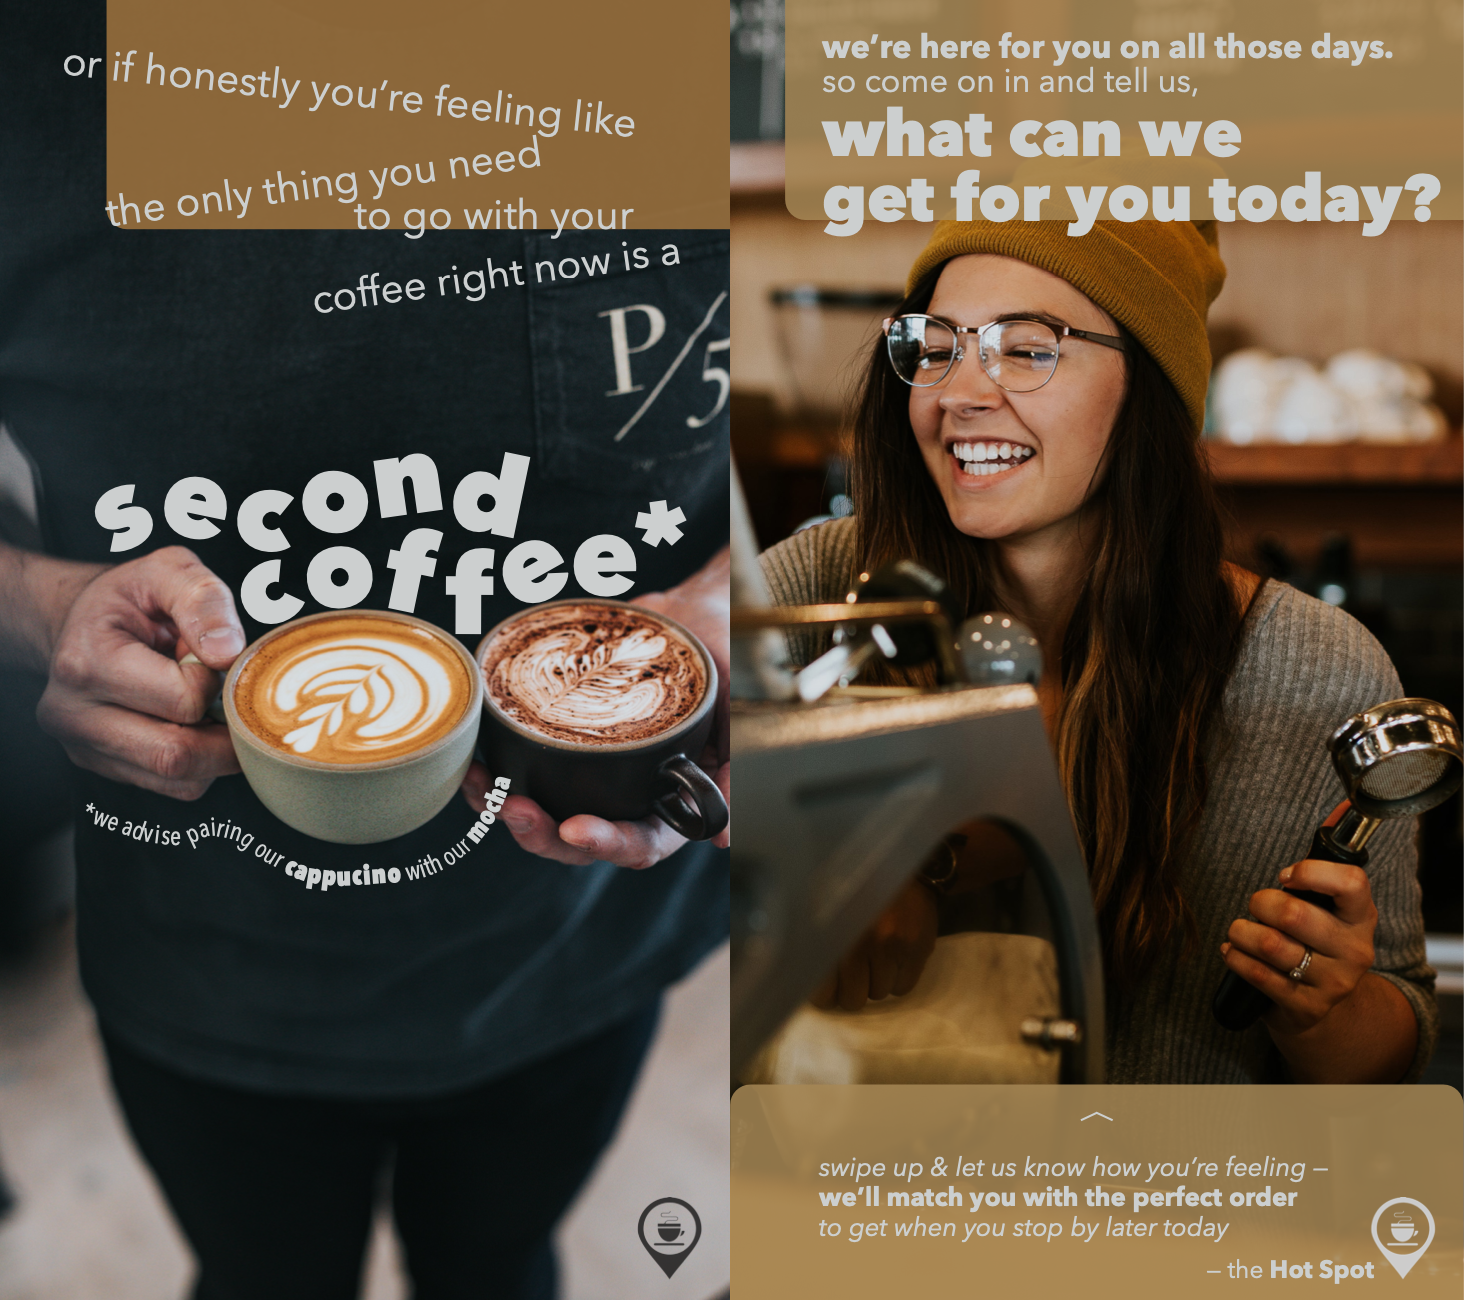 or if honestly you're feeling like
the only thing you need
to go with your
coffee right now is a
P/5
second
coffee*
*we advise pairing our cappucino with our mocha
we're here for you on all those days.
so come on in and tell us,
what can we
get for you today?
swipe up & let us know how you're feeling –
we'll match you with the perfect order
to get when you stop by later today
– the Hot Spot